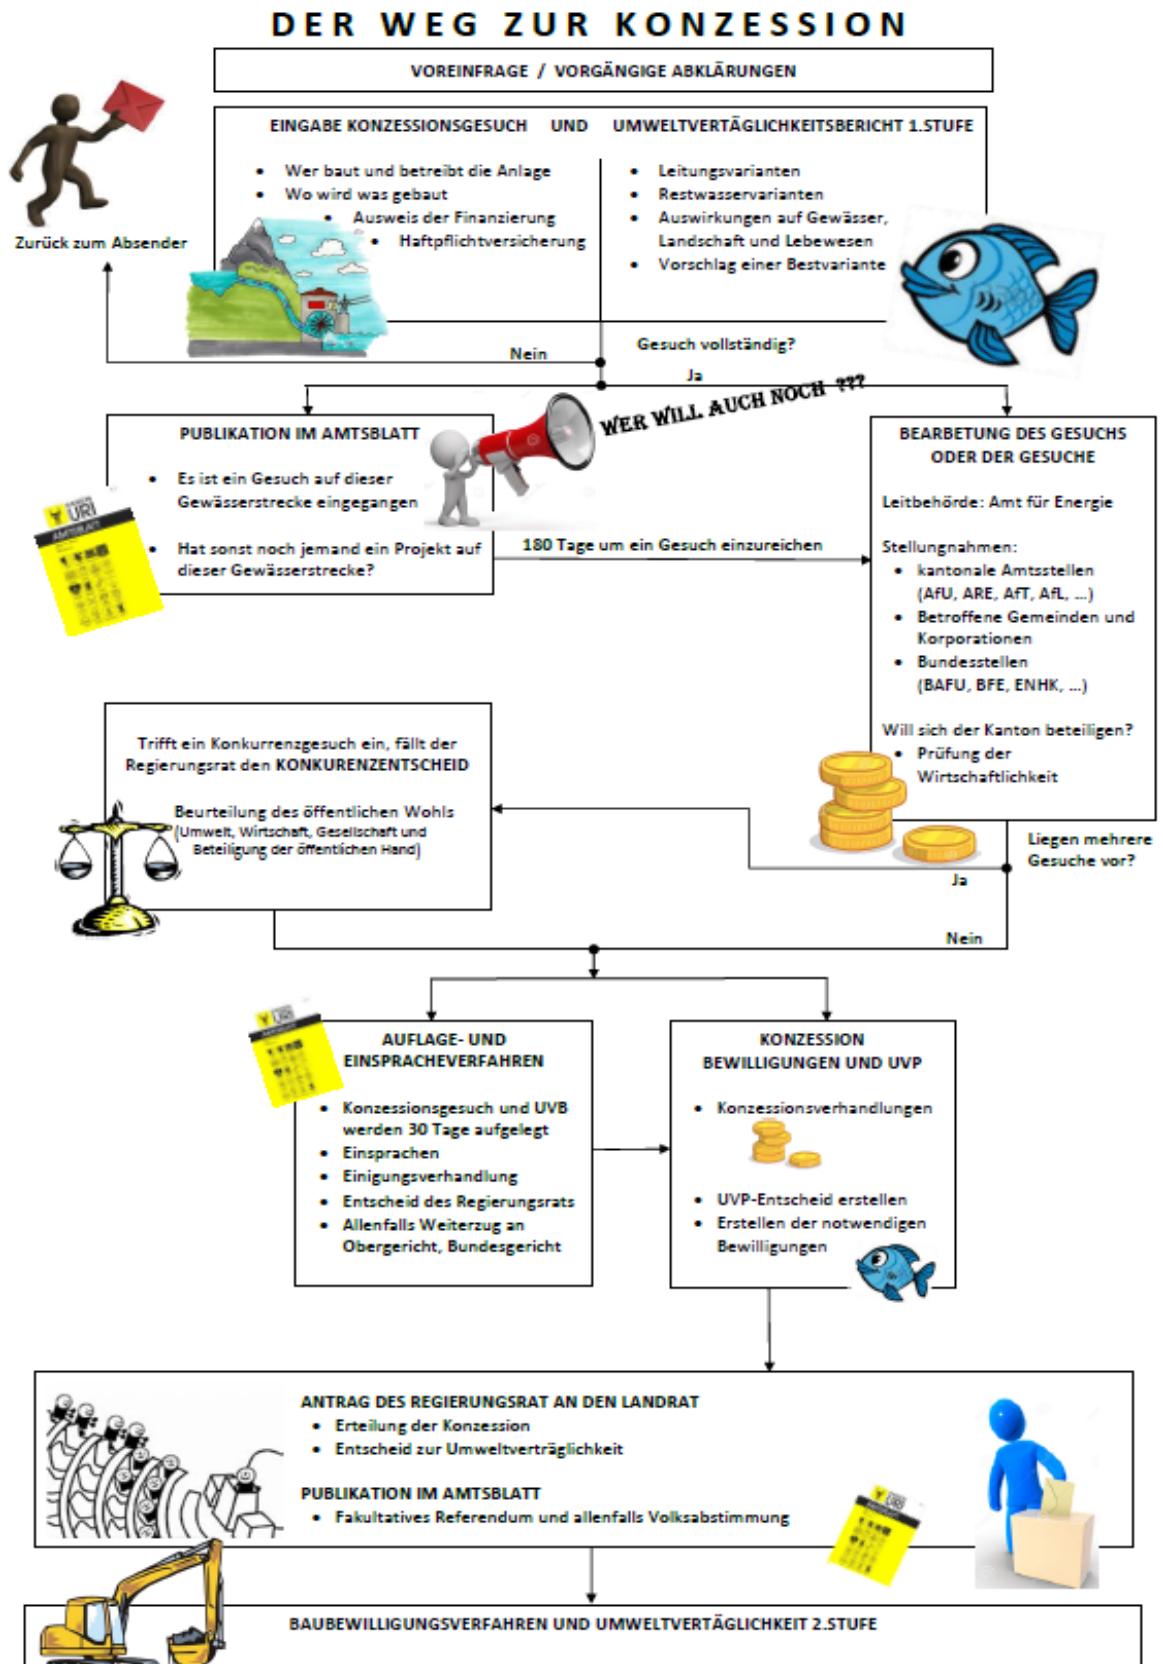 DER WEG ZUR KONZESSION
VOREINFRAGE / VORGÄNGIGE ABKLÄRUNGEN
EINGABE KONZESSIONSGESUCH UND UMWELTVERTÄGLICHKEITSBERICHT 1.STUFE
• Wer baut und betreibt die Anlage
• Wo wird was gebaut
• Ausweis der Finanzierung
• Haftpflichtversicherung
• Leitungsvarianten
• Restwasservarianten
• Auswirkungen auf Gewässer,
Landschaft und Lebewesen
• Vorschlag einer Bestvariante
Zurück zum Absender
Nein
Gesuch vollständig?
Ja
WER WILL AUCH NOCH ???
PUBLIKATION IM AMTSBLATT
• Es ist ein Gesuch auf dieser
Gewässerstrecke eingegangen
• Hat sonst noch jemand ein Projekt auf
dieser Gewässerstrecke?
URI
AMTSBLATT
180 Tage um ein Gesuch einzureichen
BEARBETUNG DES GESUCHS
ODER DER GESUCHE
Leitbehörde: Amt für Energie
Stellungnahmen:
• kantonale Amtsstellen
(AfU, ARE, AfT, AfL, ...)
• Betroffene Gemeinden und
Korporationen
• Bundesstellen
(BAFU, BFE, ENHK, ...)
Will sich der Kanton beteiligen?
• Prüfung der
Wirtschaftlichkeit
Trifft ein Konkurrenzgesuch ein, fällt der
Regierungsrat den KONKURENZENTSCHEID
Beurteilung des öffentlichen Wohls
(Umwelt, Wirtschaft, Gesellschaft und
Beteiligung der öffentlichen Hand)
Liegen mehrere
Gesuche vor?
Ja
Nein
URI
AUFLAGE- UND
EINSPRACHEVERFAHREN
• Konzessionsgesuch und UVB
werden 30 Tage aufgelegt
• Einsprachen
• Einigungsverhandlung
• Entscheid des Regierungsrats
• Allenfalls Weiterzug an
Obergericht, Bundesgericht
KONZESSION
BEWILLIGUNGEN UND UVP
• Konzessionsverhandlungen
• UVP-Entscheid erstellen
• Erstellen der notwendigen
Bewilligungen
ANTRAG DES REGIERUNGSRAT AN DEN LANDRAT
• Erteilung der Konzession
• Entscheid zur Umweltverträglichkeit
PUBLIKATION IM AMTSBLATT
• Fakultatives Referendum und allenfalls Volksabstimmung
URI
BAUBEWILIGUNGSVERFAHREN UND UMWELTVERTÄGLICHKEIT 2.STUFE